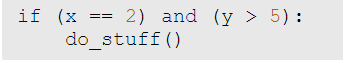 if (x == 2) and (y > 5):
    do_stuff()